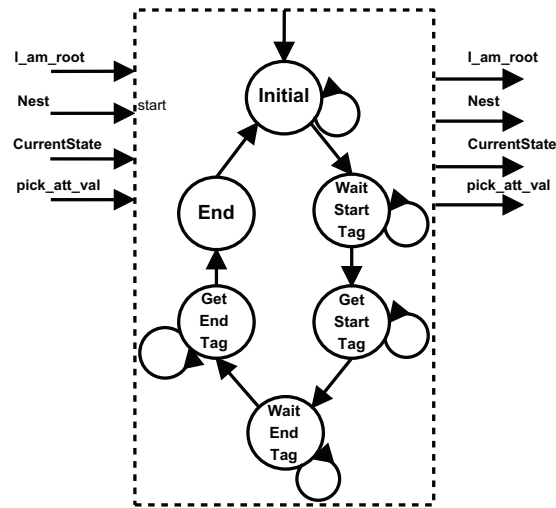 I_am_root
Nest
start
CurrentState
pick_att_val
Initial
End
Wait
Start
Tag
Get
End
Tag
Get
Start
Tag
Wait
End
Tag
I_am_root
Nest
CurrentState
pick_att_val